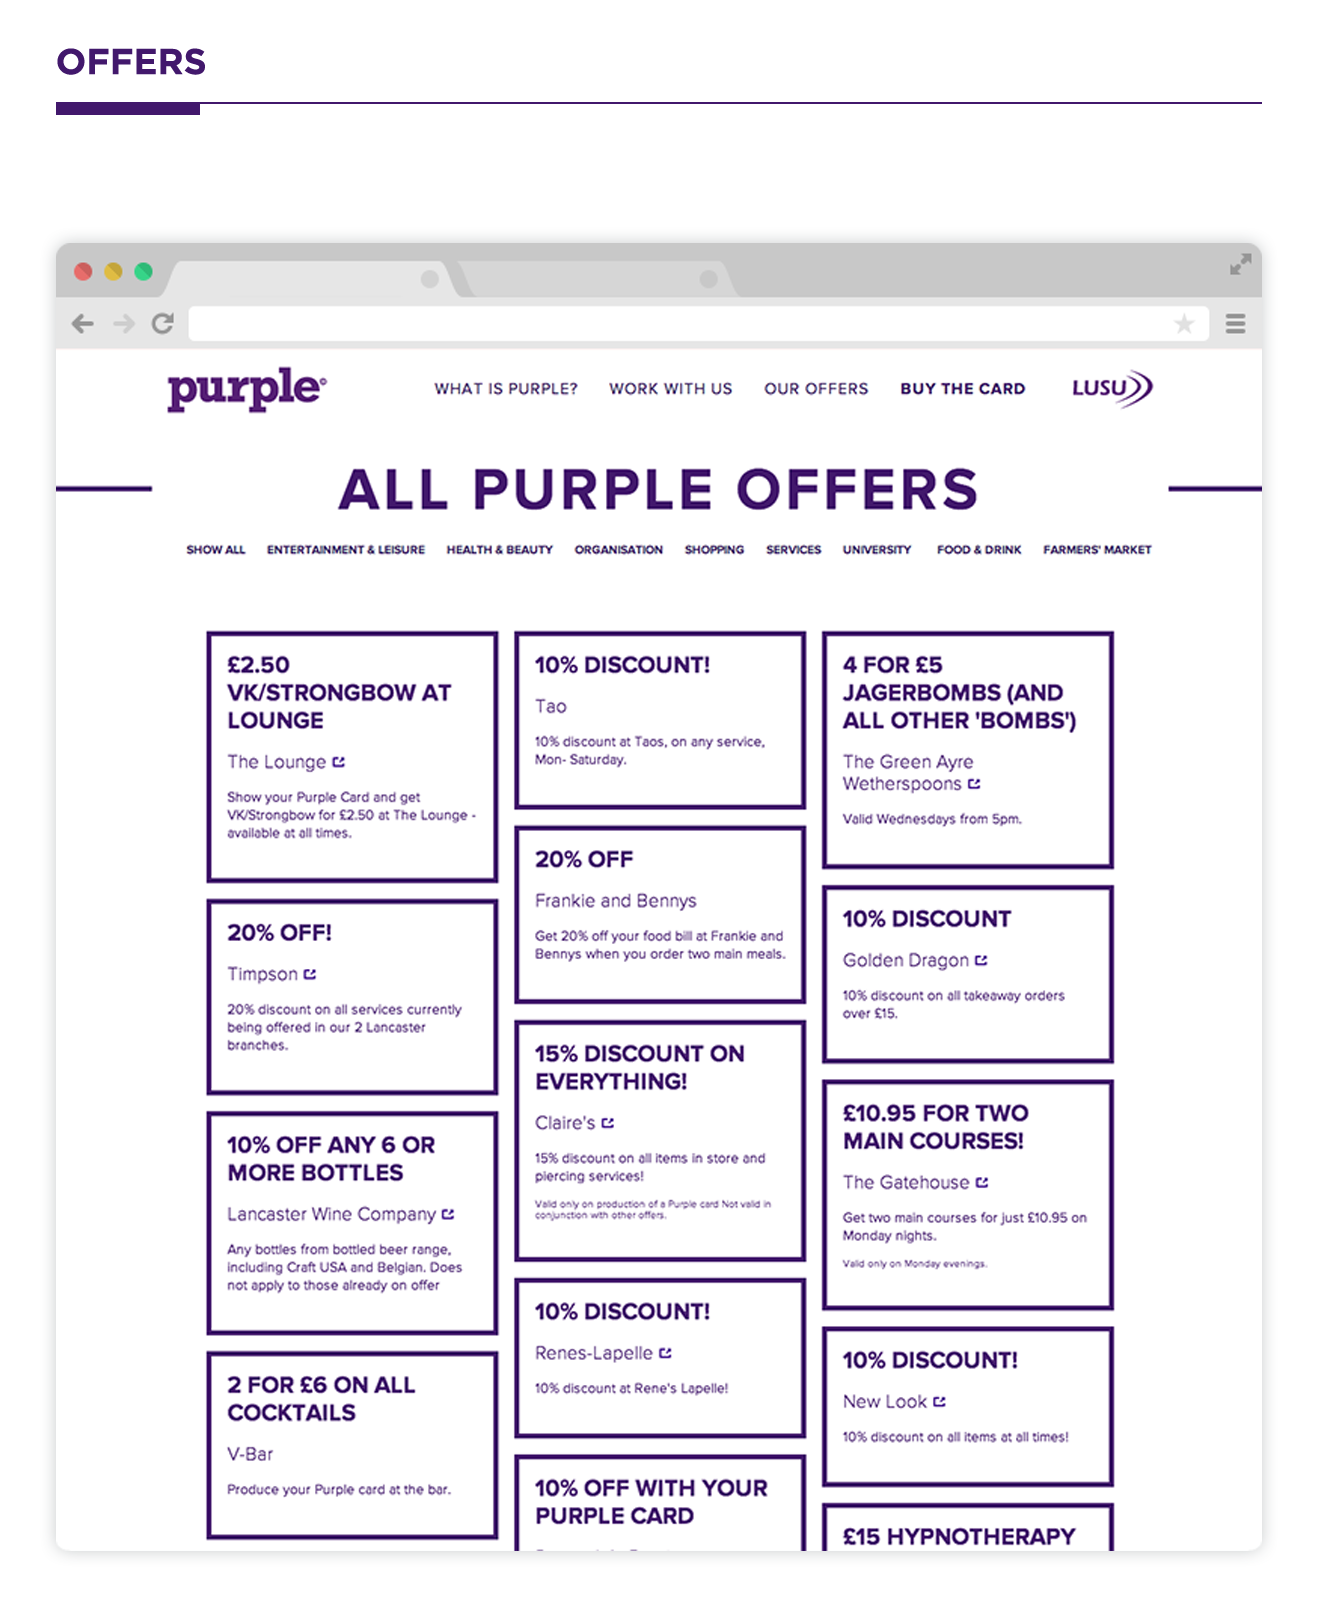 OFFERS
purple©
WHAT IS PURPLE? WORK WITH US OUR OFFERS BUY THE CARD LUSU
ALL PURPLE OFFERS
SHOW ALL ENTERTAINMENT & LEISURE HEALTH & BEAUTY ORGANISATION SHOPPING SERVICES UNIVERSITY FOOD & DRINK FARMERS' MARKET
£2.50
VK/STRONGBOW AT
LOUNGE
The Lounge
Show your Purple Card and get
VK/Strongbow for £2.50 at The Lounge -
available at all times.
20% OFF!
Timpson
20% discount on all services currently
being offered in our 2 Lancaster
branches.
10% OFF ANY 6 OR
MORE BOTTLES
Lancaster Wine Company
Any bottles from bottled beer range,
including Craft USA and Belgian. Does
not apply to those already on offer
2 FOR £6 ON ALL
COCKTAILS
V-Bar
Produce your Purple card at the bar.
10% DISCOUNT!
Tao
10% discount at Taos, on any service,
Mon- Saturday.
20% OFF
Frankie and Bennys
Get 20% off your food bill at Frankie and
Bennys when you order two main meals.
15% DISCOUNT ON
EVERYTHING!
Claire's
15% discount on all items in store and
piercing services!
Valid only on production of a Purple card Not valid in
conjunction with other offers.
10% DISCOUNT!
Renes-Lapelle
10% discount at Rene's Lapelle!
10% OFF WITH YOUR
PURPLE CARD
4 FOR £5
JAGERBOMBS (AND
ALL OTHER 'BOMBS')
The Green Ayre
Wetherspoons
Valid Wednesdays from 5pm.
10% DISCOUNT
Golden Dragon
10% discount on all takeaway orders
over £15.
£10.95 FOR TWO
MAIN COURSES!
The Gatehouse
Get two main courses for just £10.95 on
Monday nights.
Valid only on Monday evenings.
10% DISCOUNT!
New Look
10% discount on all items at all times!
£15 HYPNOTHERAPY